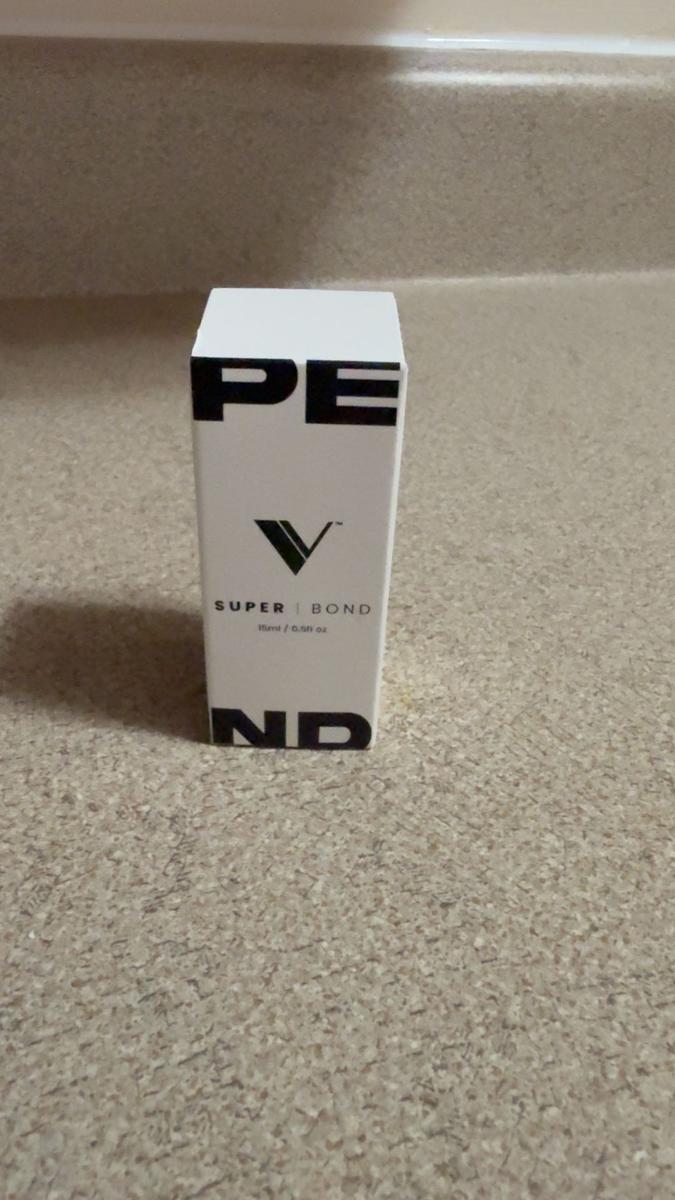 PE
V™
SUPER | BOND
15ml / 0.5fl oz
ND